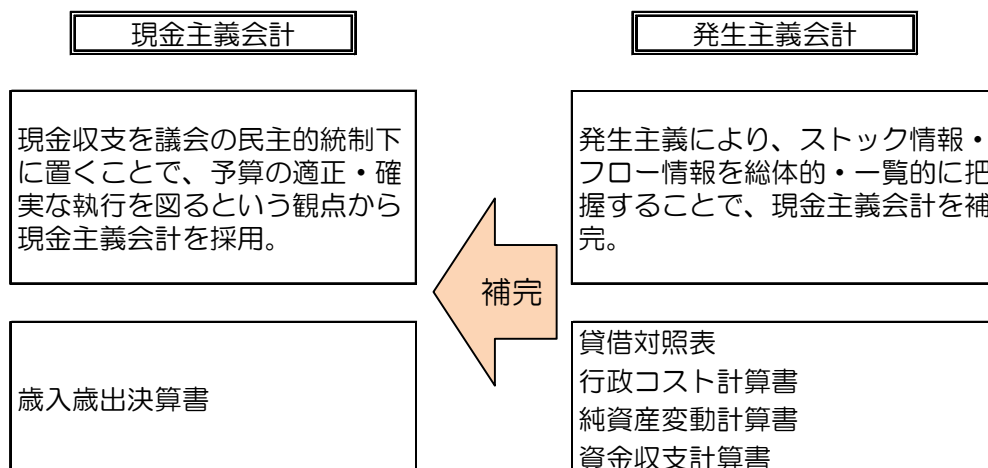 現金主義会計
発生主義会計
現金収支を議会の民主的統制下
に置くことで、予算の適正・確
実な執行を図るという観点から
現金主義会計を採用。
発生主義により、ストック情報・
フロー情報を総体的・一覧的に把
握することで、現金主義会計を補
完。
補完
歳入歳出決算書
貸借対照表
行政コスト計算書
純資産変動計算書
資金収支計算書